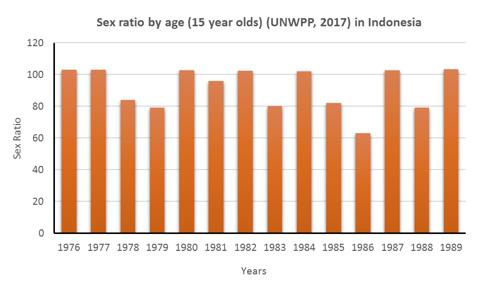 Sex ratio by age (15 year olds) (UNWPP, 2017) in Indonesia
120
100
80
60
40
20
0
Sex Ratio
1976 1977 1978 1979 1980 1981 1982 1983 1984 1985 1986 1987 1988 1989
Years